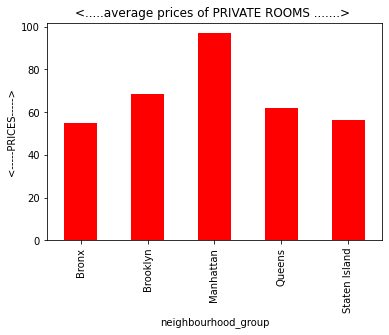 <.....average prices of PRIVATE ROOMS .......>
<-----PRICES----->
100
80
60
40
20
0
Bronx
Brooklyn
Manhattan
Queens
Staten Island
neighbourhood_group